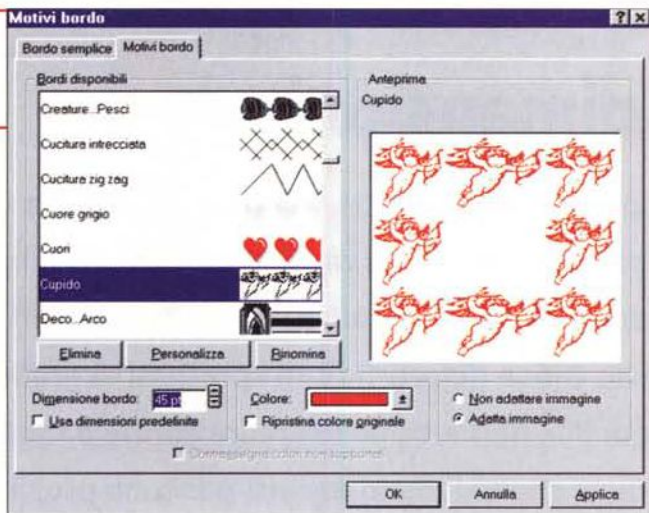 Motivi bordo
Bordo semplice
Motivi bordo
Bordi disponibili
Creature...Pesci
Cucitura intrecciata
Cucitura zig zag
Cuore grigio
Cuori
Cupido
Deco...Arco
Elimina
Personalizza
Rinomina
Anteprima
Cupido
Dimensione bordo: 45 pt
Usa dimensioni predefinite
Colore:
Ripristina colore originale
Non adattare immagine
Adatta immagine
OK
Annulla
Applica